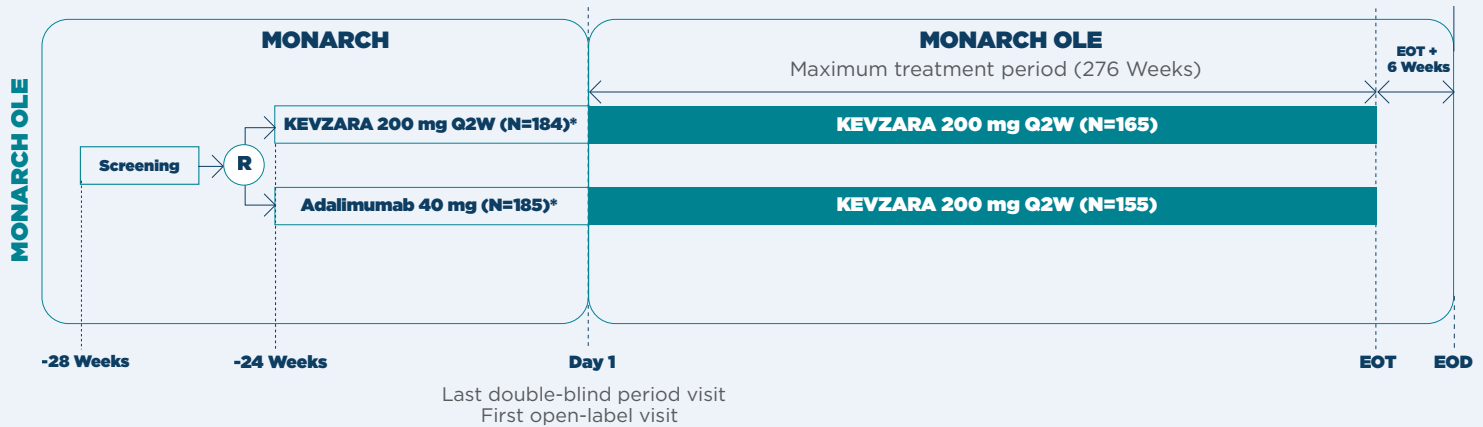 MONARCH OLE
MONARCH
MONARCH OLE
Maximum treatment period (276 Weeks)
EOT +
6 Weeks
Screening
R
KEVZARA 200 mg Q2W (N=184)*
KEVZARA 200 mg Q2W (N=165)
Adalimumab 40 mg (N=185)*
KEVZARA 200 mg Q2W (N=155)
-28 Weeks
-24 Weeks
Day 1
EOT
EOD
Last double-blind period visit
First open-label visit